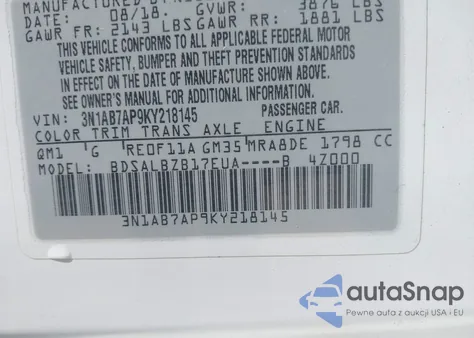 MANUFACTURED BY
DATE: 08/18. GVWR: 3876 LBS
GAWR FR: 2143 LBS GAWR RR: 1881 LBS
THIS VEHICLE CONFORMS TO ALL APPLICABLE FEDERAL MOTOR
VEHICLE SAFETY, BUMPER AND THEFT PREVENTION STANDARDS
IN EFFECT ON THE DATE OF MANUFACTURE SHOWN ABOVE.
SEE OWNER'S MANUAL FOR ADDITIONAL INFORMATION.
VIN: 3N1AB7AP9KY218145 PASSENGER CAR.
COLOR TRIM TRANS AXLE ENGINE
QM1 G RE0F11A GM35 MRA8DE 1798 CC
MODEL: BDSALBZB17EUA----B 4Z000
3N1AB7AP9KY218145
autoSnap
Pewne auta z aukcji USA i EU